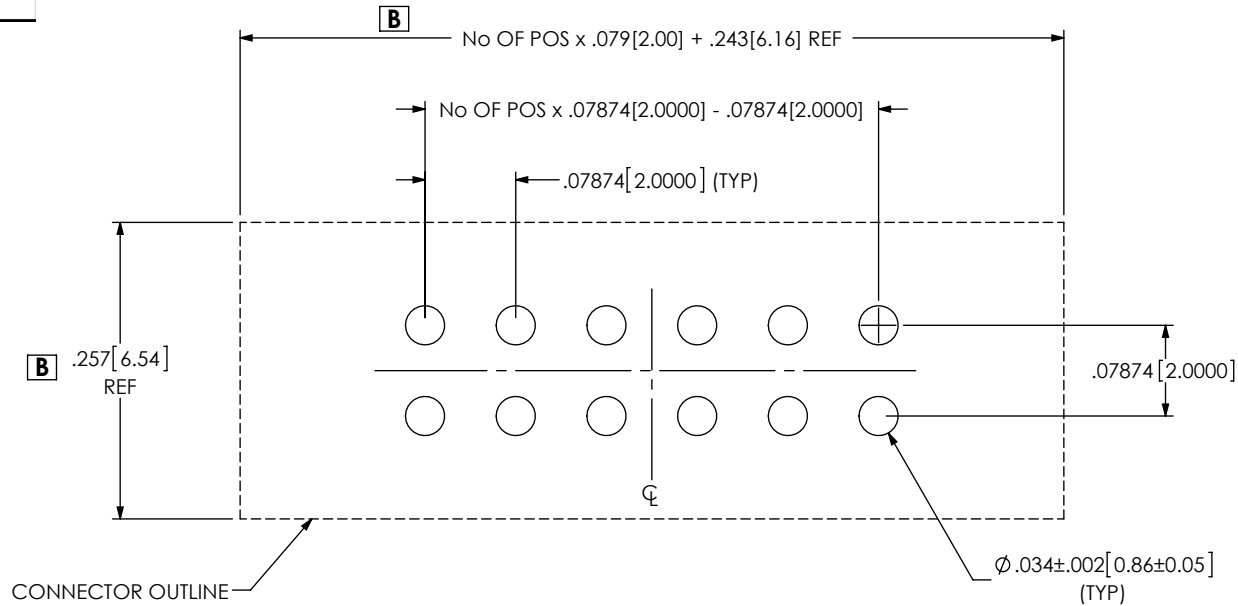 B
No OF POS x .079[2.00] + .243[6.16] REF
No OF POS x .07874[2.0000] - .07874[2.0000]
.07874[2.0000] (TYP)
B .257[6.54]
REF
.07874[2.0000]
℄
Ø.034±.002[0.86±0.05]
(TYP)
CONNECTOR OUTLINE